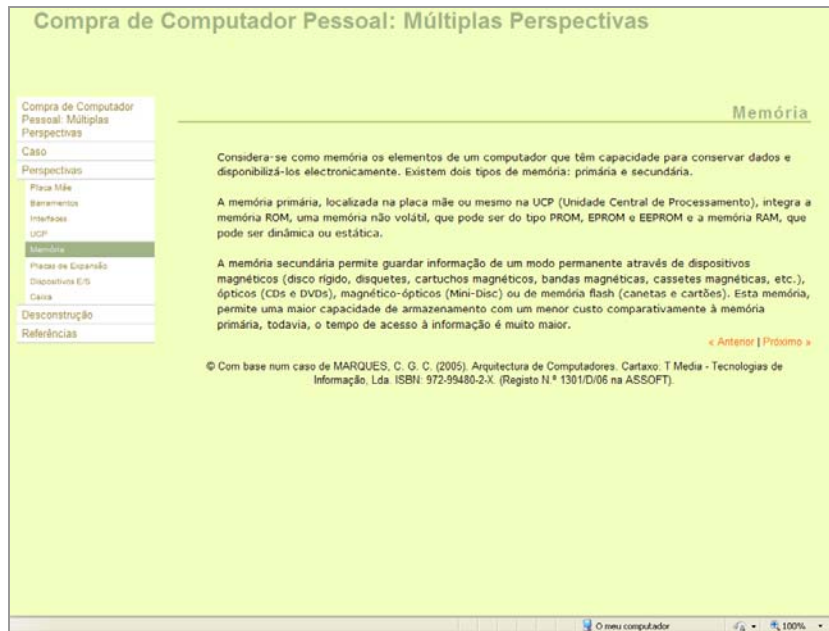 Compra de Computador Pessoal: Múltiplas Perspectivas
Compra de Computador
Pessoal: Múltiplas
Perspectivas
Caso
Perspectivas
Placa Mãe
Barramentos
Interfaces
UCP
Memória
Placas de Expansão
Dispositivos E/S
Caixa
Desconstrução
Referências
Memória
Considera-se como memória os elementos de um computador que têm capacidade para conservar dados e
disponibilizá-los electronicamente. Existem dois tipos de memória: primária e secundária.
A memória primária, localizada na placa mãe ou mesmo na UCP (Unidade Central de Processamento), integra a
memória ROM, uma memória não volátil, que pode ser do tipo PROM, EPROM e EEPROM e a memória RAM, que
pode ser dinâmica ou estática.
A memória secundária permite guardar informação de um modo permanente através de dispositivos
magnéticos (disco rígido, disquetes, cartuchos magnéticos, bandas magnéticas, cassetes magnéticas, etc.),
ópticos (CDs e DVDs), magnético-ópticos (Mini-Disc) ou de memória flash (canetas e cartões). Esta memória,
permite uma maior capacidade de armazenamento com um menor custo comparativamente à memória
primária, todavia, o tempo de acesso à informação é muito maior.
« Anterior | Próximo »
© Com base num caso de MARQUES, C. G. C. (2005). Arquitectura de Computadores. Cartaxo: T Media - Tecnologias de
Informação, Lda. ISBN: 972-99480-2-X. (Registo N.º 1301/D/06 na ASSOFT).
O meu computador
100%